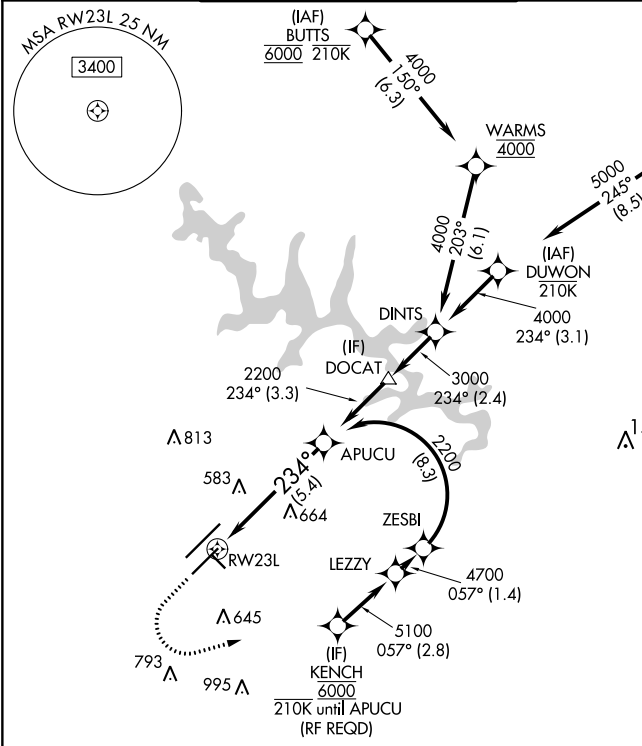 MSA RW23L 25 NM
3400
(IAF)
BUTTS
6000 210K
4000
150°
(6.3)
WARMS
4000
5000
245°
(8.5)
4000
203°
(6.1)
(IAF)
DUWON
210K
4000
234° (3.1)
DINTS
(IF)
DOCAT
3000
234° (2.4)
2200
234° (3.3)
813
APUCU
2200
(8.3)
583
234°
(5.4)
664
ZESBI
RW23L
LEZZY
4700
057° (1.4)
645
5100
057° (2.8)
793
995
(IF)
KENCH
6000
210K until APUCU
(RF REQD)